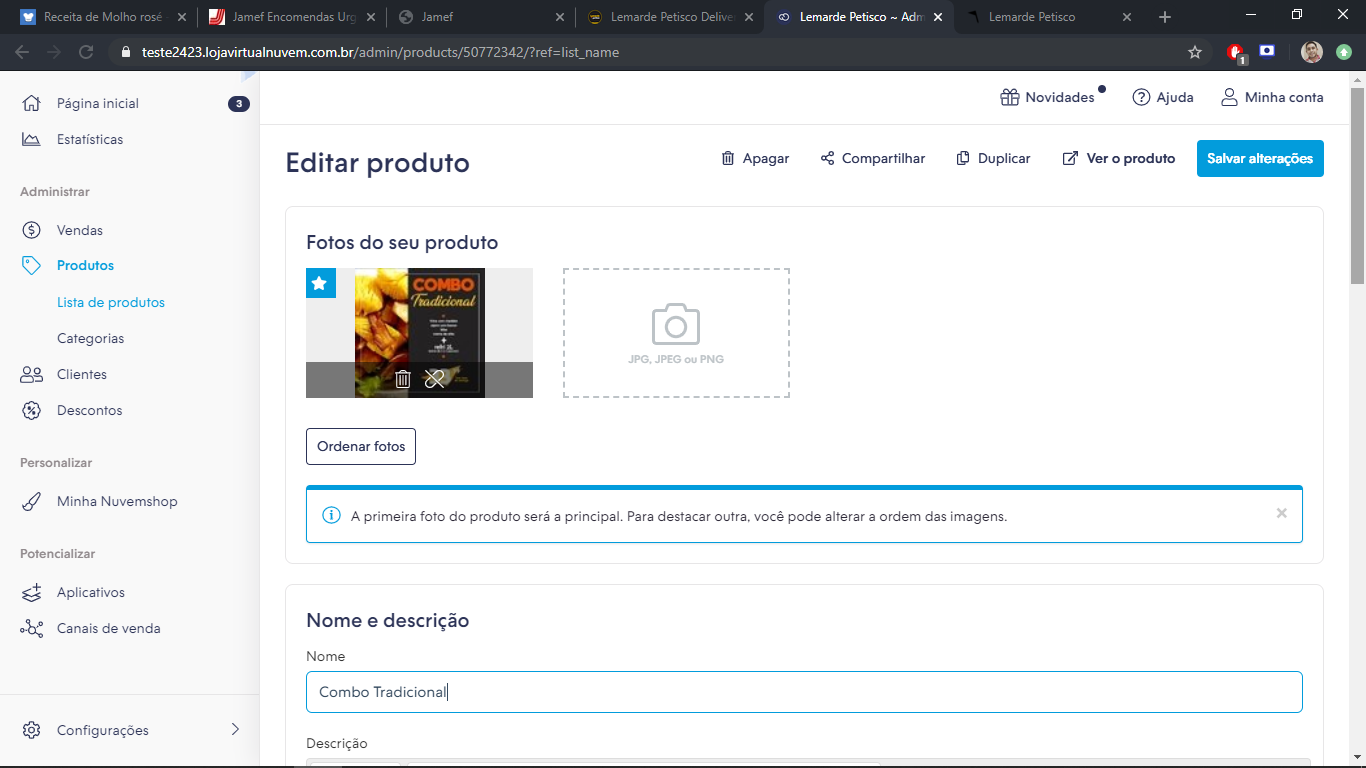 Receita de Molho rosé
Jamef Encomendas Urg
Jamef
Lemarde Petisco Delive
Lemarde Petisco ~ Adm
Lemarde Petisco
teste2423.lojavirtualnuvem.com.br/admin/products/50772342/?ref=list_name
1
Página inicial
3
Estatísticas
Administrar
Vendas
Produtos
Lista de produtos
Categorias
Clientes
Descontos
Personalizar
Minha Nuvemshop
Potencializar
Aplicativos
Canais de venda
Configurações
Novidades
Ajuda
Minha conta
Editar produto
Apagar
Compartilhar
Duplicar
Ver o produto
Salvar alterações
Fotos do seu produto
COMBO
Tradicional
JPG, JPEG ou PNG
Ordenar fotos
A primeira foto do produto será a principal. Para destacar outra, você pode alterar a ordem das imagens.
Nome e descrição
Nome
Combo Tradicional
Descrição